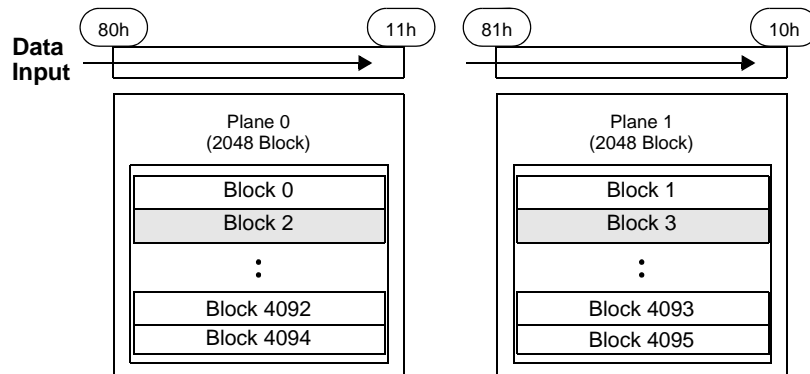 80h
11h
81h
10h
Data
Input
Plane 0
(2048 Block)
Block 0
Block 2
Block 4092
Block 4094
Plane 1
(2048 Block)
Block 1
Block 3
Block 4093
Block 4095